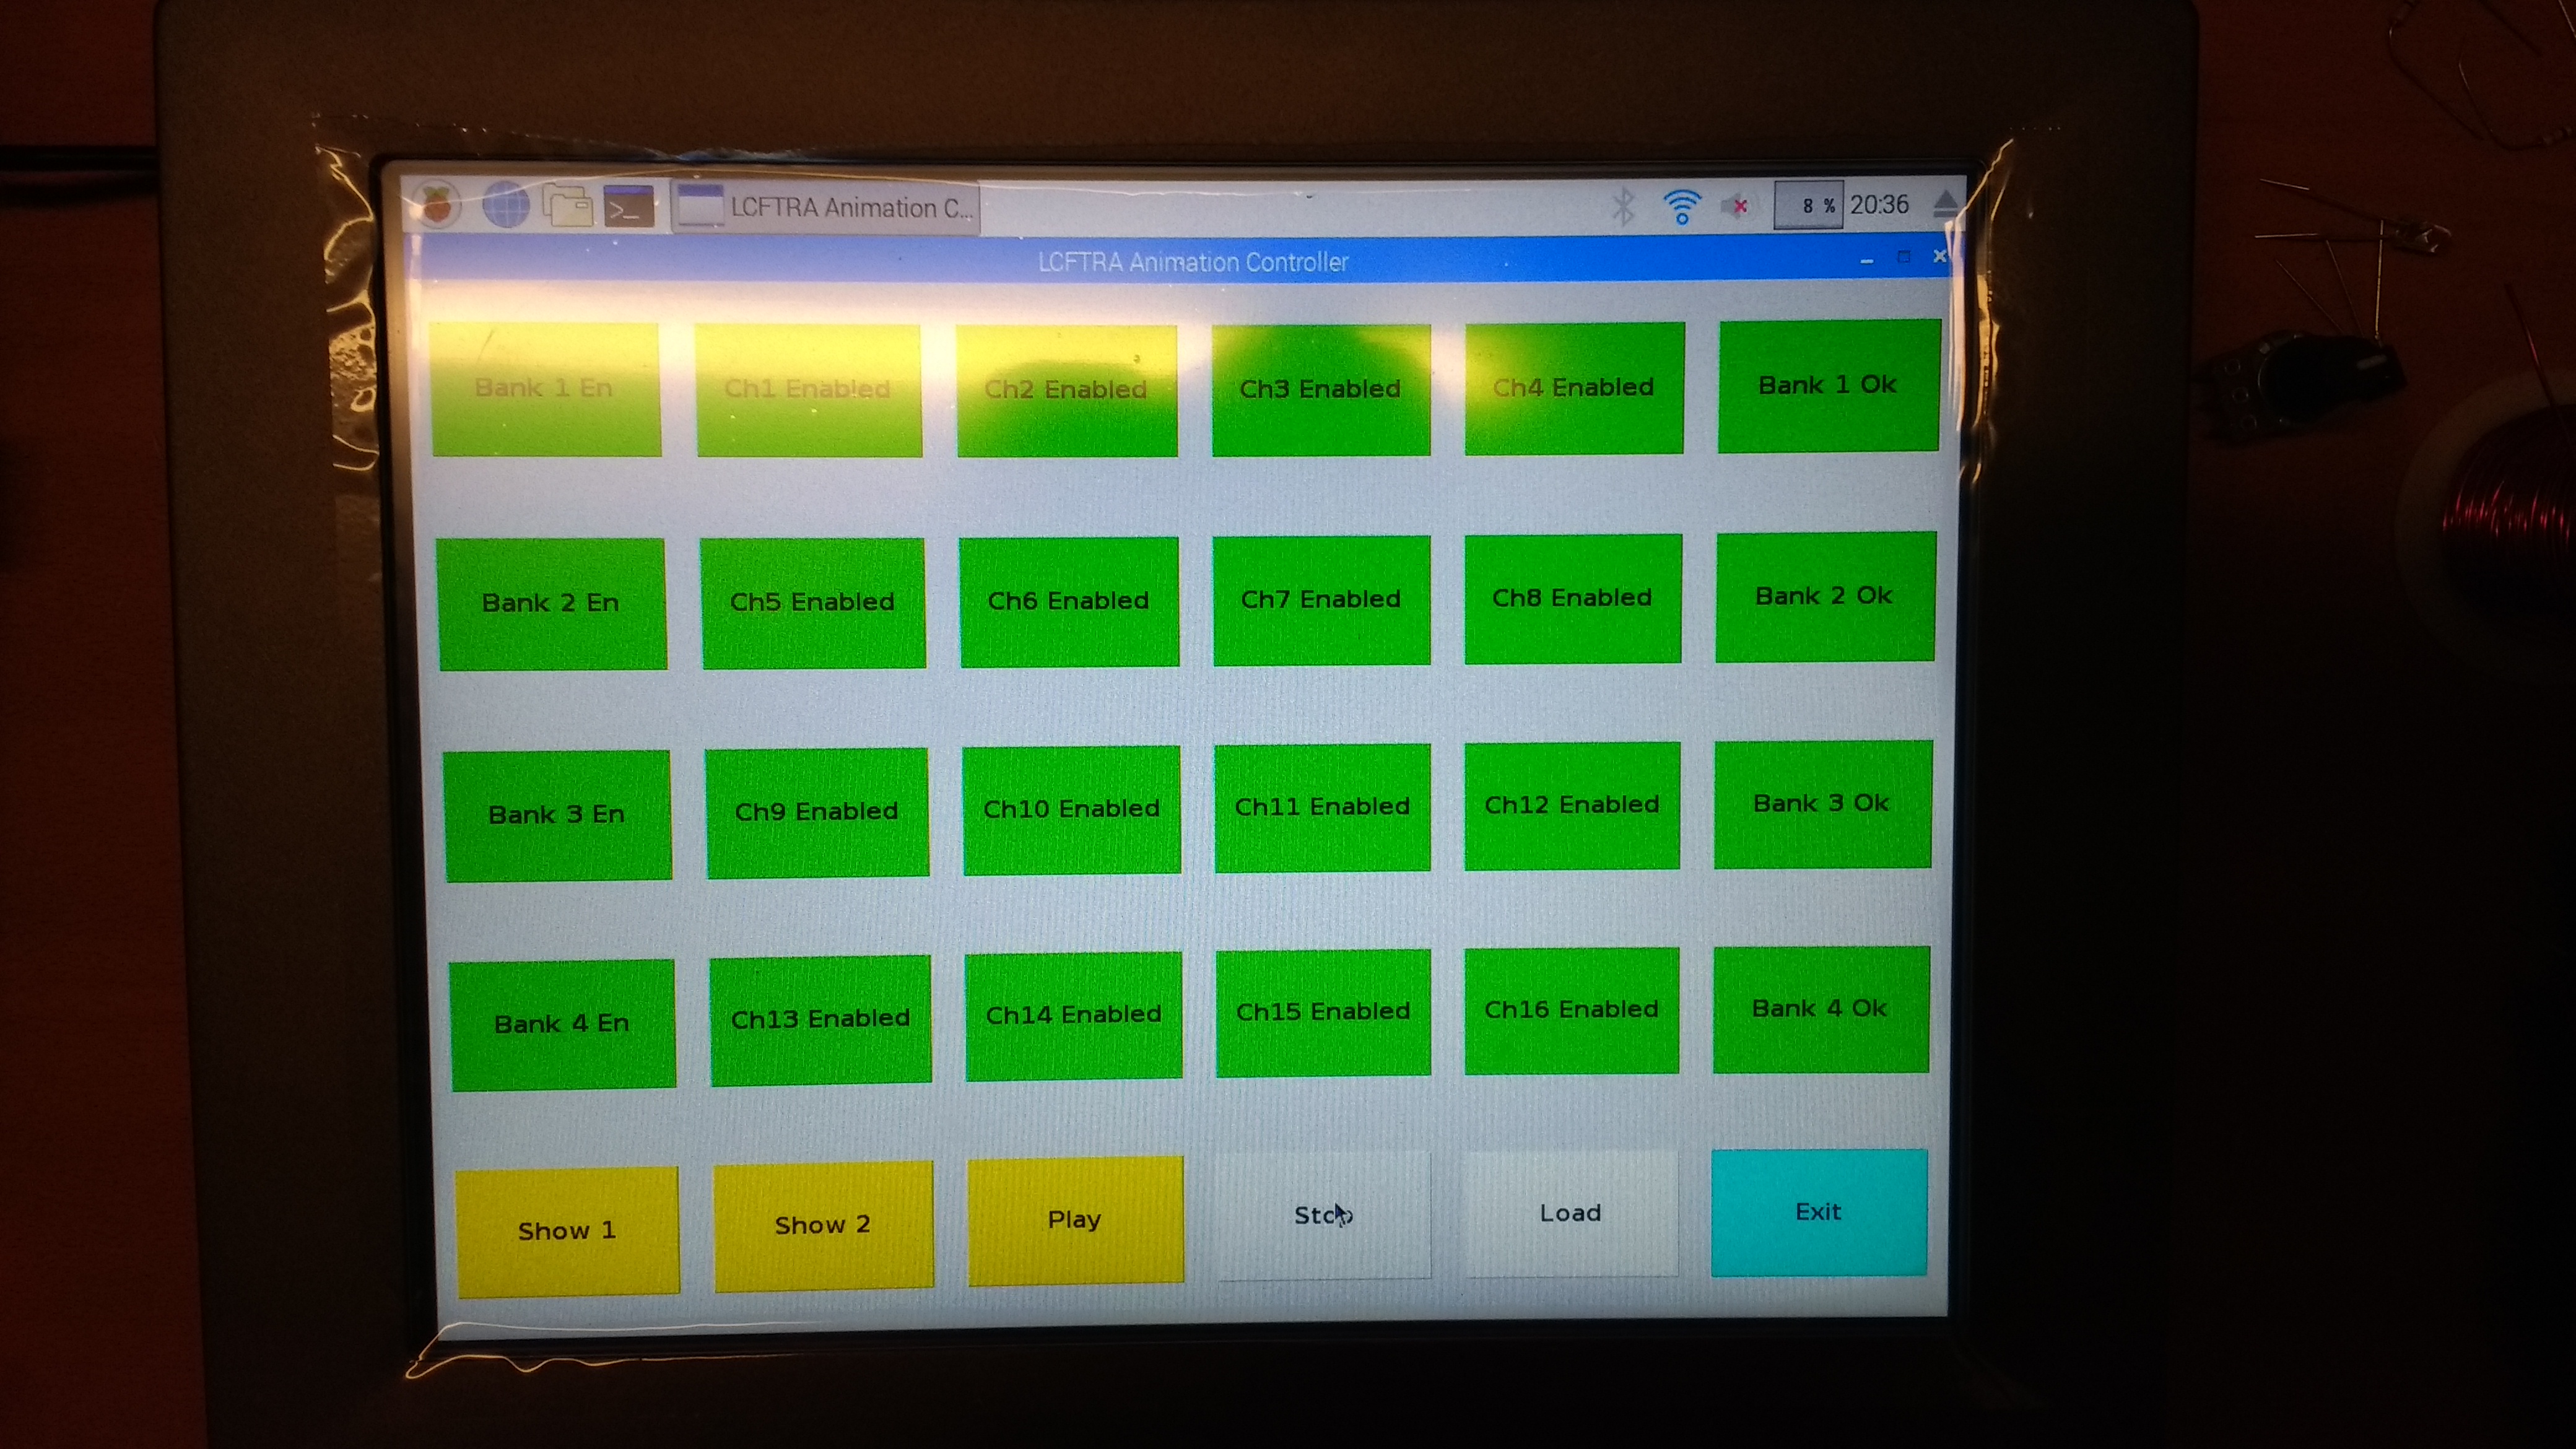 >_ LCFTRA Animation C... 8 % 20:36
LCFTRA Animation Controller
Bank 1 En Ch1 Enabled Ch2 Enabled Ch3 Enabled Ch4 Enabled Bank 1 Ok
Bank 2 En Ch5 Enabled Ch6 Enabled Ch7 Enabled Ch8 Enabled Bank 2 Ok
Bank 3 En Ch9 Enabled Ch10 Enabled Ch11 Enabled Ch12 Enabled Bank 3 Ok
Bank 4 En Ch13 Enabled Ch14 Enabled Ch15 Enabled Ch16 Enabled Bank 4 Ok
Show 1 Show 2 Play Stop Load Exit